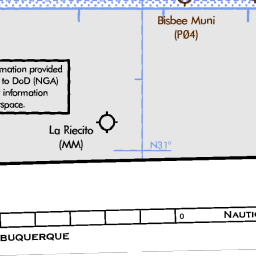 Bisbee Muni
(P04)
mation provided
to DoD (NGA)
information
space.
La Riecito
(MM)
N31°
0
NAUTIC
BUQUERQUE